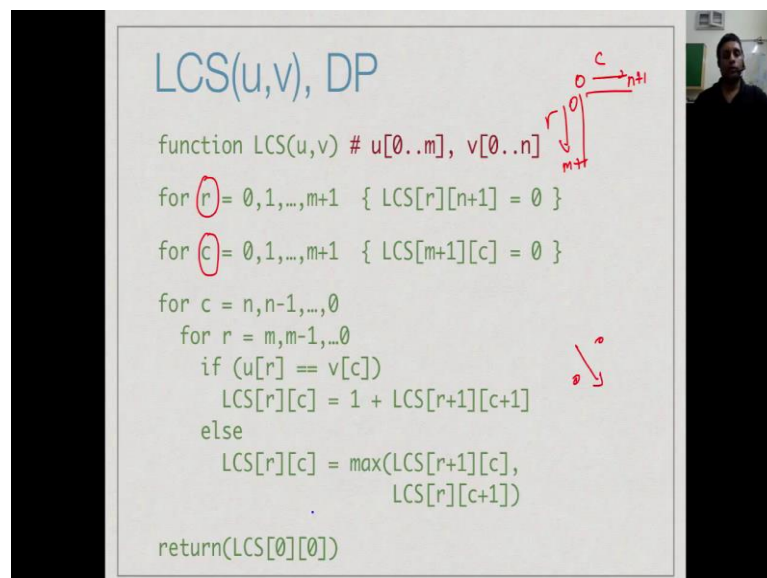 LCS(u,v), DP
c
0 n+1
0
r
m+1
function LCS(u,v) # u[0..m], v[0..n]
for r = 0,1,…,m+1 { LCS[r][n+1] = 0 }
for c = 0,1,…,m+1 { LCS[m+1][c] = 0 }
for c = n,n-1,…,0
for r = m,m-1,…0
if (u[r] == v[c])
LCS[r][c] = 1 + LCS[r+1][c+1]
else
LCS[r][c] = max(LCS[r+1][c],
LCS[r][c+1])
return(LCS[0][0])